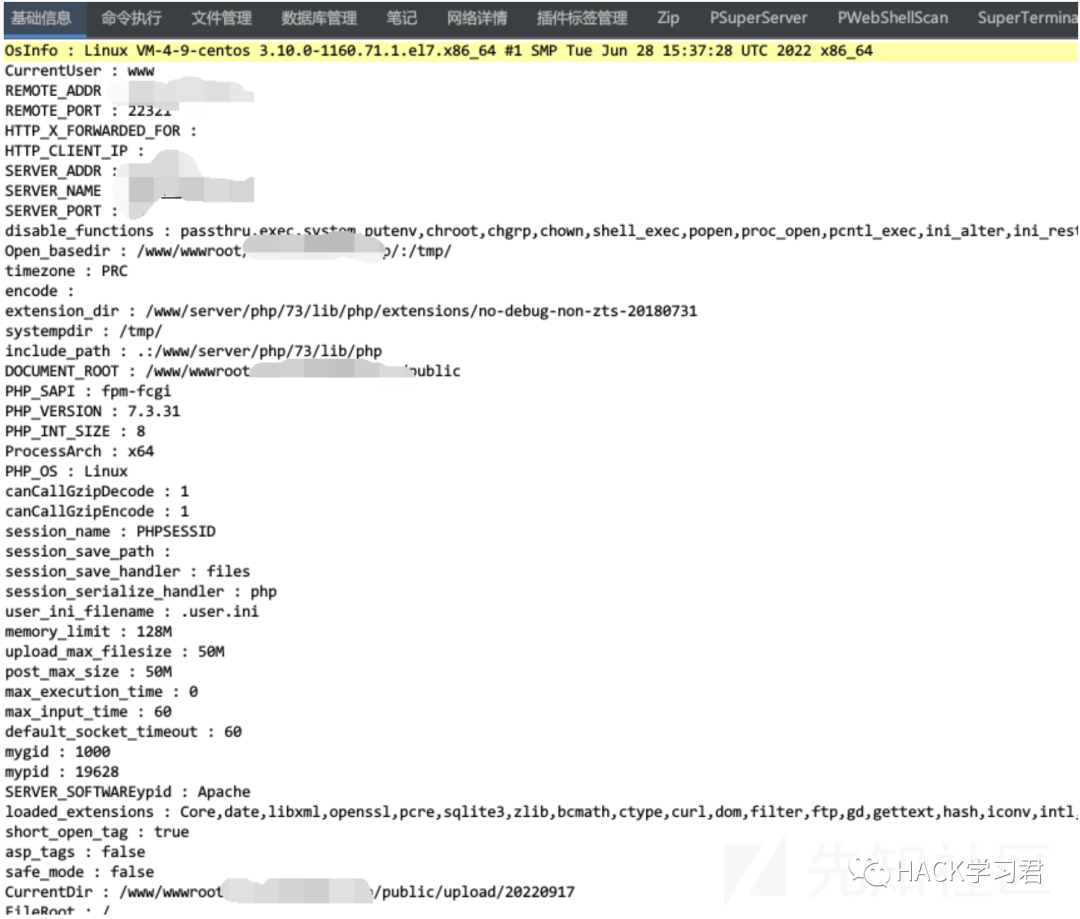 基础信息 命令执行 文件管理 数据库管理 笔记 网络详情 插件标签管理 Zip PSuperServer PWebShellScan SuperTermina
OsInfo : Linux VM-4-9-centos 3.10.0-1160.71.1.el7.x86_64 #1 SMP Tue Jun 28 15:37:28 UTC 2022 x86_64
CurrentUser : www
REMOTE_ADDR
REMOTE_PORT : 22321
HTTP_X_FORWARDED_FOR :
HTTP_CLIENT_IP :
SERVER_ADDR :
SERVER_NAME
SERVER_PORT :
disable_functions : passthru,exec,system,putenv,chroot,chgrp,chown,shell_exec,popen,proc_open,pcntl_exec,ini_alter,ini_rest
Open_basedir : /www/wwwroot/ p/:/tmp/
timezone : PRC
encode :
extension_dir : /www/server/php/73/lib/php/extensions/no-debug-non-zts-20180731
systempdir : /tmp/
include_path : .:/www/server/php/73/lib/php
DOCUMENT_ROOT : /www/wwwroot /public
PHP_SAPI : fpm-fcgi
PHP_VERSION : 7.3.31
PHP_INT_SIZE : 8
ProcessArch : x64
PHP_OS : Linux
canCallGzipDecode : 1
canCallGzipEncode : 1
session_name : PHPSESSID
session_save_path :
session_save_handler : files
session_serialize_handler : php
user_ini_filename : .user.ini
memory_limit : 128M
upload_max_filesize : 50M
post_max_size : 50M
max_execution_time : 0
max_input_time : 60
default_socket_timeout : 60
mygid : 1000
mypid : 19628
SERVER_SOFTWAREypid : Apache
loaded_extensions : Core,date,libxml,openssl,pcre,sqlite3,zlib,bcmath,ctype,curl,dom,filter,ftp,gd,gettext,hash,iconv,intl,
short_open_tag : true
asp_tags : false
safe_mode : false
CurrentDir : /www/wwwroot /public/upload/20220917
FileRoot : /
先知社区
HACK学习君